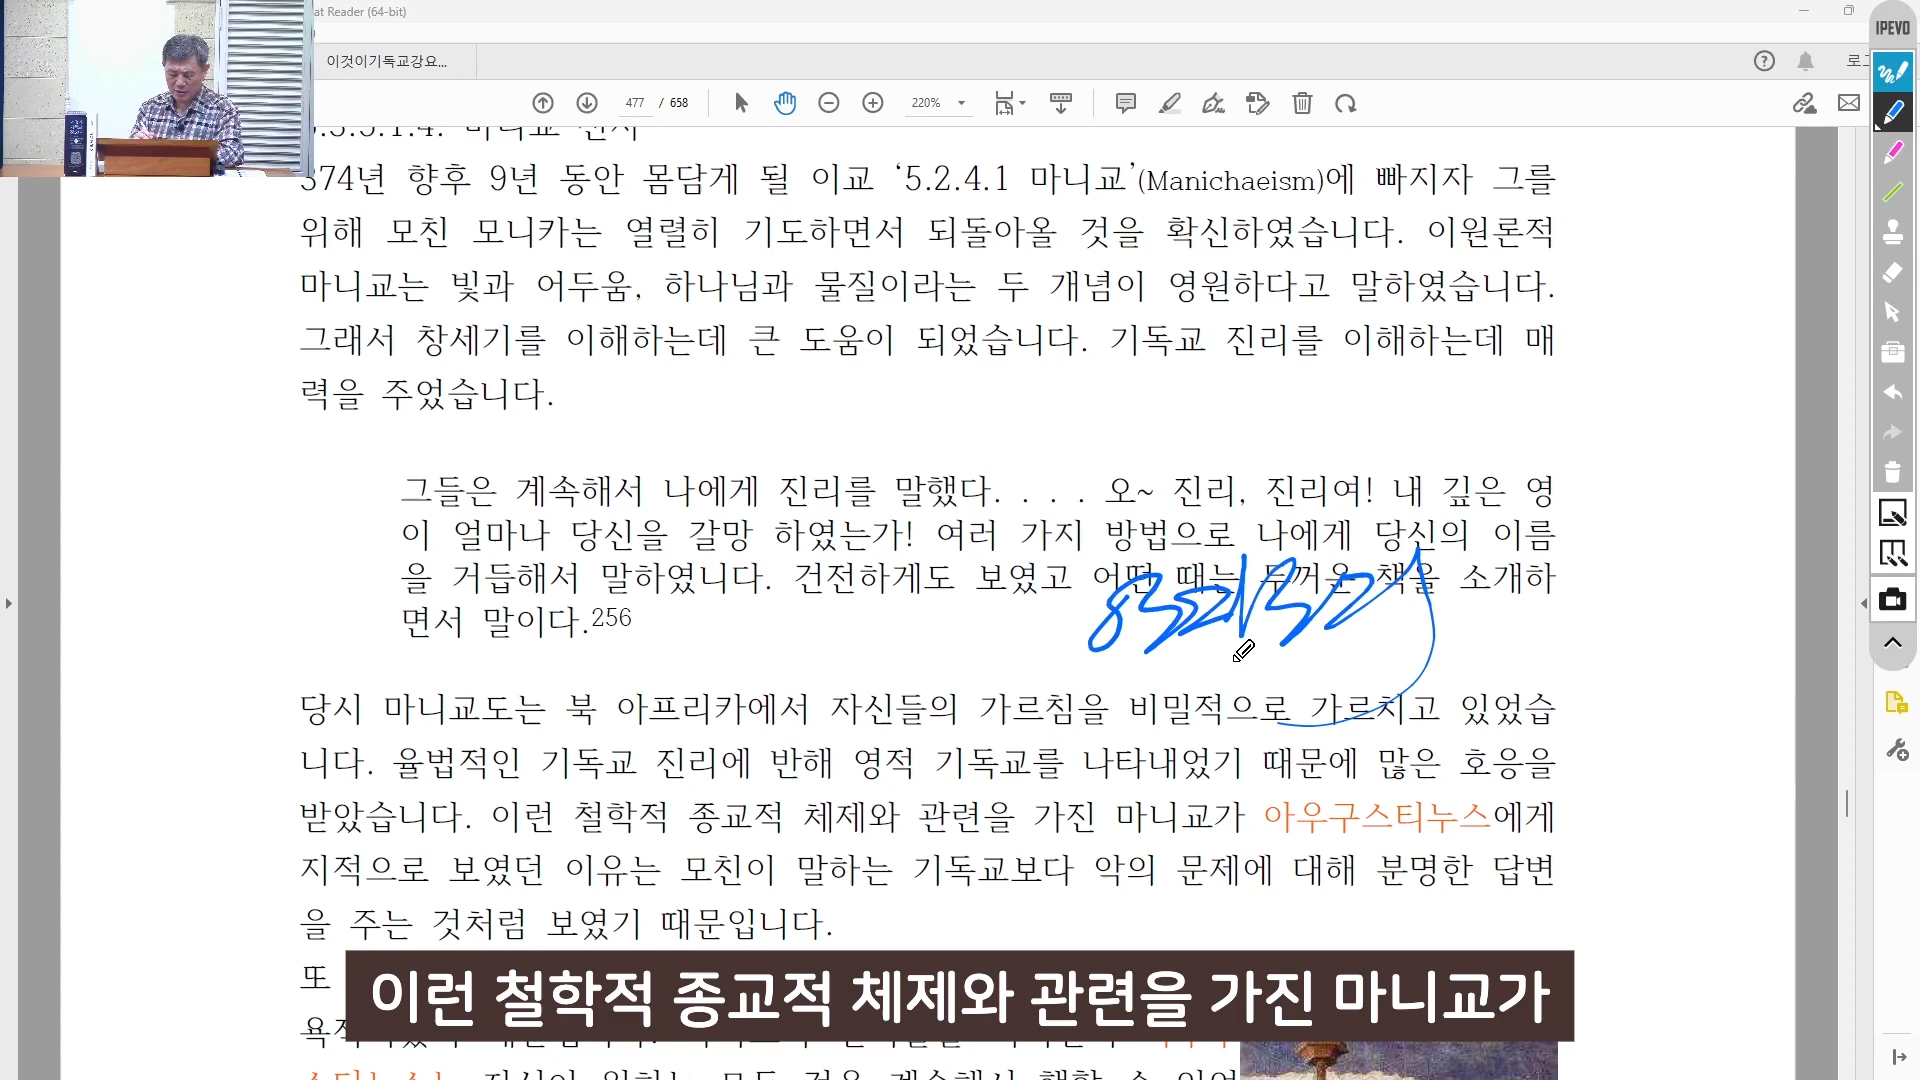 at Reader (64-bit)
이것이기독교강요...
477 / 658
220%
IPEVO
374년 향후 9년 동안 몸담게 될 이교 ‘5.2.4.1 마니교’(Manichaeism)에 빠지자 그를
위해 모친 모니카는 열렬히 기도하면서 되돌아올 것을 확신하였습니다. 이원론적
마니교는 빛과 어두움, 하나님과 물질이라는 두 개념이 영원하다고 말하였습니다.
그래서 창세기를 이해하는데 큰 도움이 되었습니다. 기독교 진리를 이해하는데 매
력을 주었습니다.
그들은 계속해서 나에게 진리를 말했다. . . . 오~ 진리, 진리여! 내 깊은 영
이 얼마나 당신을 갈망 하였는가! 여러 가지 방법으로 나에게 당신의 이름
을 거듭해서 말하였니다. 건전하게도 보였고 어떤 때는 두꺼운 책을 소개하
면서 말이다.256
당시 마니교도는 북 아프리카에서 자신들의 가르침을 비밀적으로 가르치고 있었습
니다. 율법적인 기독교 진리에 반해 영적 기독교를 나타내었기 때문에 많은 호응을
받았습니다. 이런 철학적 종교적 체제와 관련을 가진 마니교가 아우구스티누스에게
지적으로 보였던 이유는 모친이 말하는 기독교보다 악의 문제에 대해 분명한 답변
을 주는 것처럼 보였기 때문입니다.
또
이런 철학적 종교적 체제와 관련을 가진 마니교가